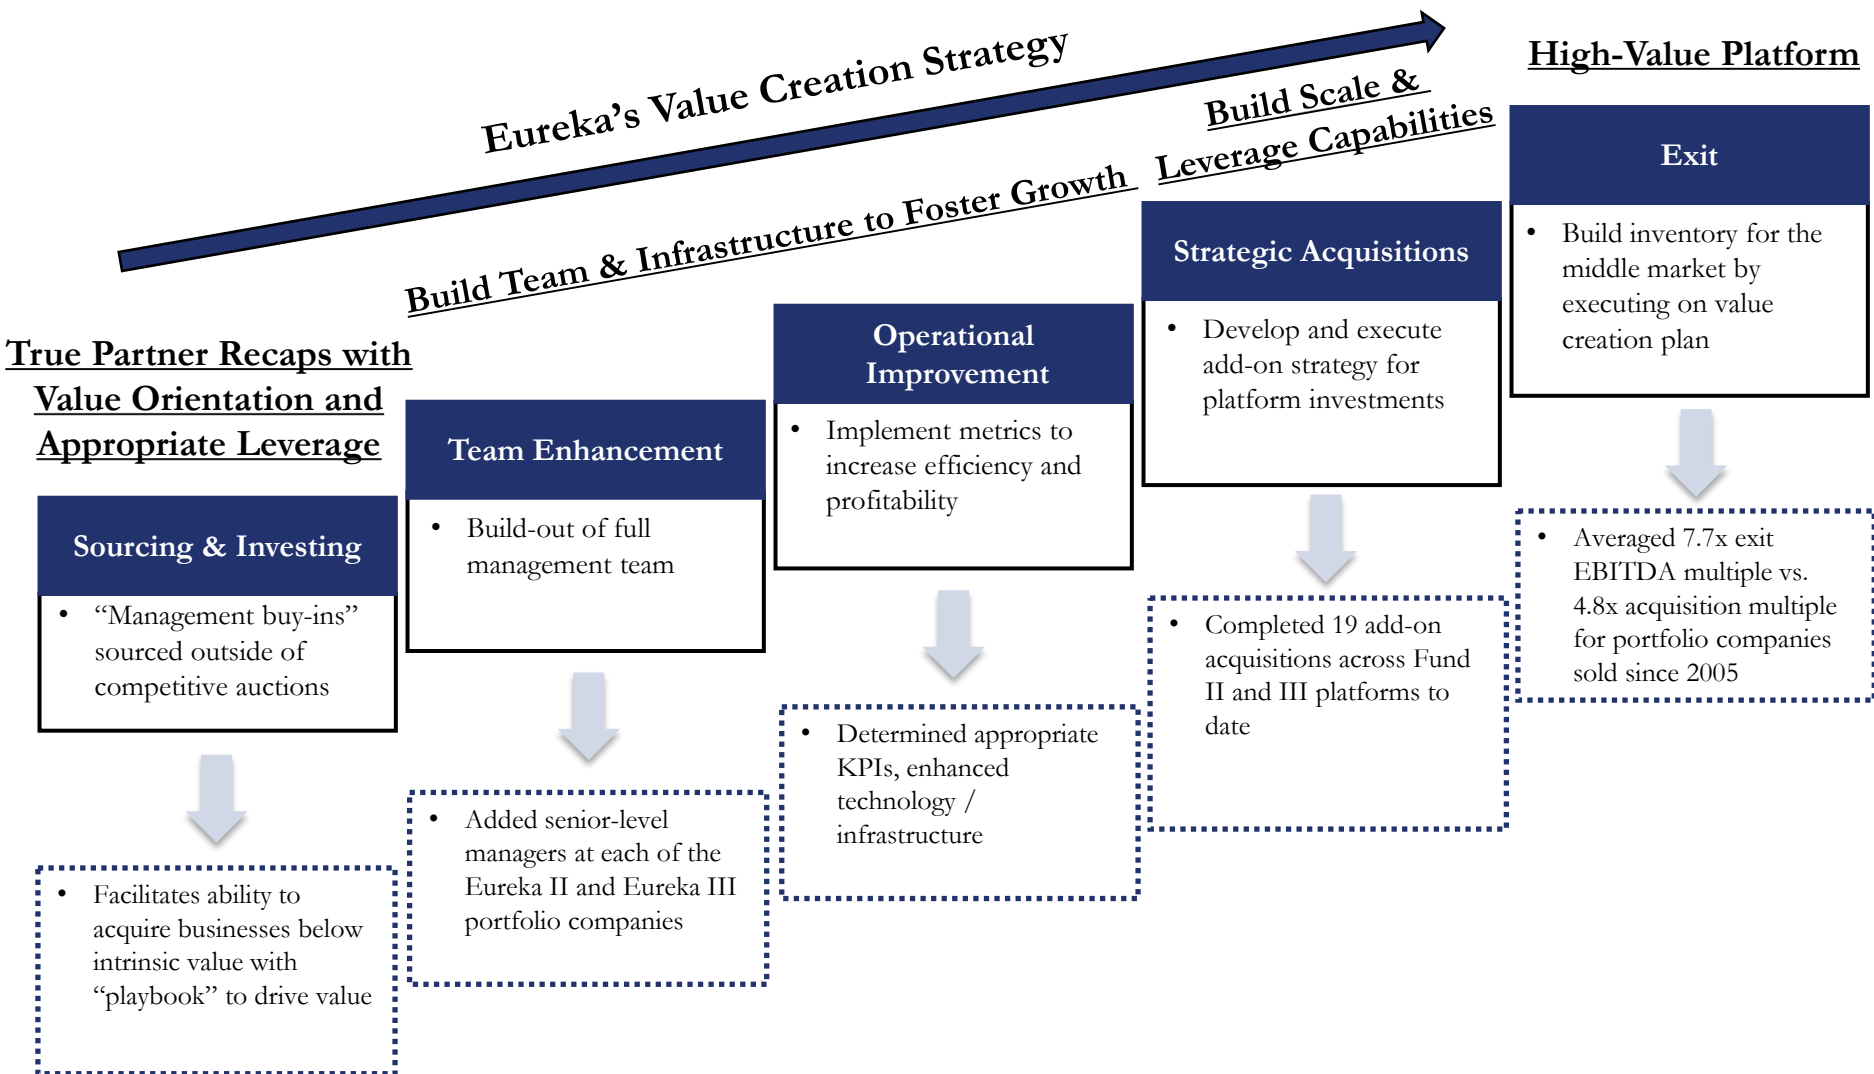 Eureka's Value Creation Strategy
High-Value Platform
Build Scale &
Leverage Capabilities
Build Team & Infrastructure to Foster Growth
True Partner Recaps with
Value Orientation and
Appropriate Leverage
Sourcing & Investing
• “Management buy-ins”
sourced outside of
competitive auctions
• Facilitates ability to
acquire businesses below
intrinsic value with
“playbook” to drive value
Team Enhancement
• Build-out of full
management team
• Added senior-level
managers at each of the
Eureka II and Eureka III
portfolio companies
Operational
Improvement
• Implement metrics to
increase efficiency and
profitability
• Determined appropriate
KPIs, enhanced
technology /
infrastructure
Strategic Acquisitions
• Develop and execute
add-on strategy for
platform investments
• Completed 19 add-on
acquisitions across Fund
II and III platforms to
date
Exit
• Build inventory for the
middle market by
executing on value
creation plan
• Averaged 7.7x exit
EBITDA multiple vs.
4.8x acquisition multiple
for portfolio companies
sold since 2005